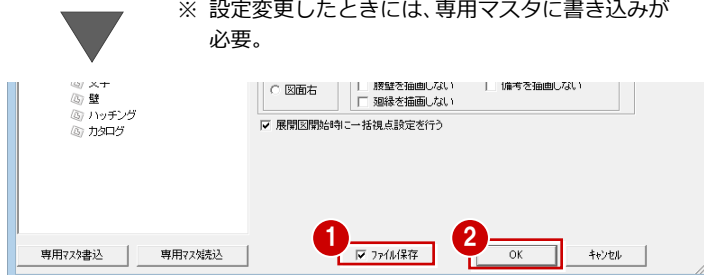 ※ 設定変更したときには、専用マスタに書き込みが
必要。
文字
図面右
腰壁を描画しない
備考を描画しない
壁
廻縁を描画しない
ハッチング
カタログ
展開図開始時に一括視点設定を行う
1
2
専用マスタ書込
専用マスタ読込
ファイル保存
OK
キャンセル